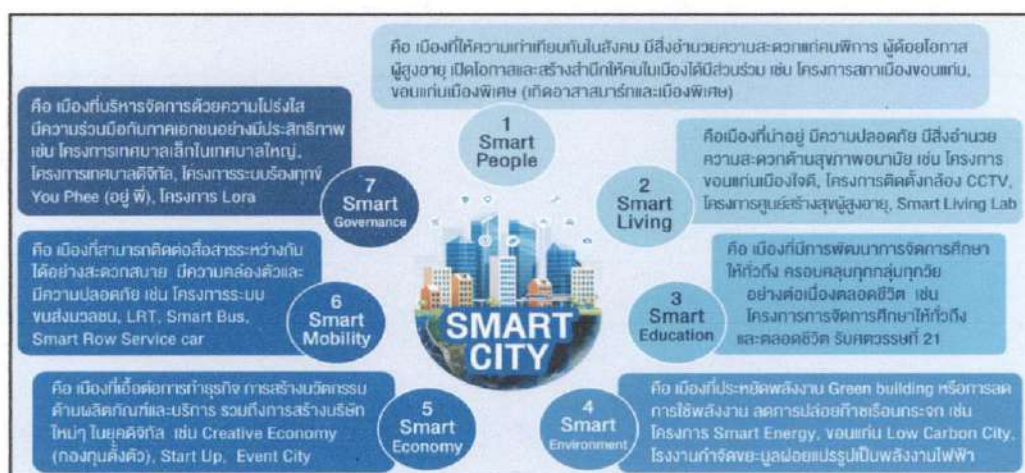 คือ เมืองที่ให้ความเท่าเทียมกันในสังคม มีสิ่งอำนวยความสะดวกแก่คนพิการ ผู้ด้อยโอกาส
ผู้สูงอายุ เปิดโอกาสและสร้างสำนึกให้คนในเมืองได้มีส่วนร่วม เช่น โครงการสภาเมืองขอนแก่น,
ขอนแก่นเมืองพิเศษ (เกิดอาสาสมาร์ทและเมืองพิเศษ)
1
Smart
People
คือเมืองที่น่าอยู่ มีความปลอดภัย มีสิ่งอำนวย
ความสะดวกด้านสุขภาพอนามัย เช่น โครงการ
ขอนแก่นเมืองใจดี, โครงการติดตั้งกล้อง CCTV,
โครงการศูนย์สร้างสุขผู้สูงอายุ, Smart Living Lab
2
Smart
Living
คือ เมืองที่มีการพัฒนาการจัดการศึกษา
ให้ทั่วถึง ครอบคลุมทุกกลุ่มทุกวัย
อย่างต่อเนื่องตลอดชีวิต เช่น
โครงการการจัดการศึกษาให้ทั่วถึง
และตลอดชีวิต รับศตวรรษที่ 21
3
Smart
Education
คือ เมืองที่ประหยัดพลังงาน Green building หรือการลด
การใช้พลังงาน ลดการปล่อยก๊าซเรือนกระจก เช่น
โครงการ Smart Energy, ขอนแก่น Low Carbon City,
โรงงานกำจัดขยะมูลฝอยแปรรูปเป็นพลังงานไฟฟ้า
4
Smart
Environment
คือ เมืองที่เอื้อต่อการทำธุรกิจ การสร้างนวัตกรรม
ด้านผลิตภัณฑ์และบริการ รวมถึงการสร้างบริษัท
ใหม่ๆ ในยุคดิจิทัล เช่น Creative Economy
(กองทุนตั้งตัว), Start Up, Event City
5
Smart
Economy
คือ เมืองที่สามารถติดต่อสื่อสารระหว่างกัน
ได้อย่างสะดวกสบาย มีความคล่องตัวและ
มีความปลอดภัย เช่น โครงการระบบ
ขนส่งมวลชน, LRT, Smart Bus,
Smart Row Service car
6
Smart
Mobility
คือ เมืองที่บริหารจัดการด้วยความโปร่งใส
มีความร่วมมือกับภาคเอกชนอย่างมีประสิทธิภาพ
เช่น โครงการเทศบาลเล็กในเทศบาลใหญ่,
โครงการเทศบาลดิจิทัล, โครงการระบบร้องทุกข์
You Phee (อยู่ พี่), โครงการ Lora
7
Smart
Governance
SMART
CITY